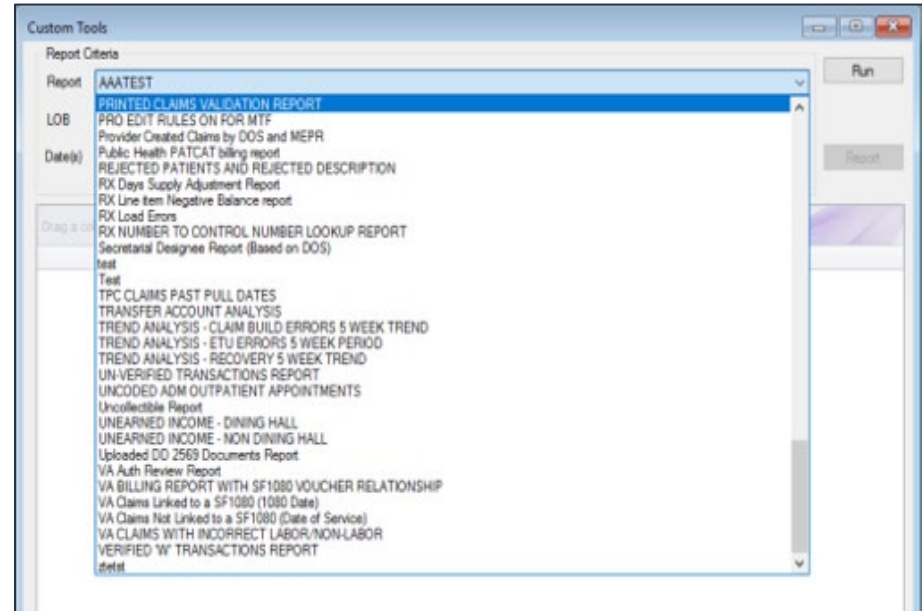 Custom Tools
Report Criteria
Report
AAATEST
Run
LOB
Date(s)
Report
Drag a co
PRINTED CLAIMS VALIDATION REPORT
PRO EDIT RULES ON FOR MTF
Provider Created Claims by DOS and MEPR
Public Health PATCAT billing report
REJECTED PATIENTS AND REJECTED DESCRIPTION
RX Days Supply Adjustment Report
RX Line item Negative Balance report
RX Load Errors
RX NUMBER TO CONTROL NUMBER LOOKUP REPORT
Secretarial Designee Report (Based on DOS)
test
Test
TPC CLAIMS PAST PULL DATES
TRANSFER ACCOUNT ANALYSIS
TREND ANALYSIS - CLAIM BUILD ERRORS 5 WEEK TREND
TREND ANALYSIS - ETU ERRORS 5 WEEK PERIOD
TREND ANALYSIS - RECOVERY 5 WEEK TREND
UN-VERIFIED TRANSACTIONS REPORT
UNCODED ADM OUTPATIENT APPOINTMENTS
Uncollectible Report
UNEARNED INCOME - DINING HALL
UNEARNED INCOME - NON DINING HALL
Uploaded DD 2569 Documents Report
VA Auth Review Report
VA BILLING REPORT WITH SF1080 VOUCHER RELATIONSHIP
VA Claims Linked to a SF1080 (1080 Date)
VA Claims Not Linked to a SF1080 (Date of Service)
VA CLAIMS WITH INCORRECT LABOR/NON-LABOR
VERIFIED 'W' TRANSACTIONS REPORT